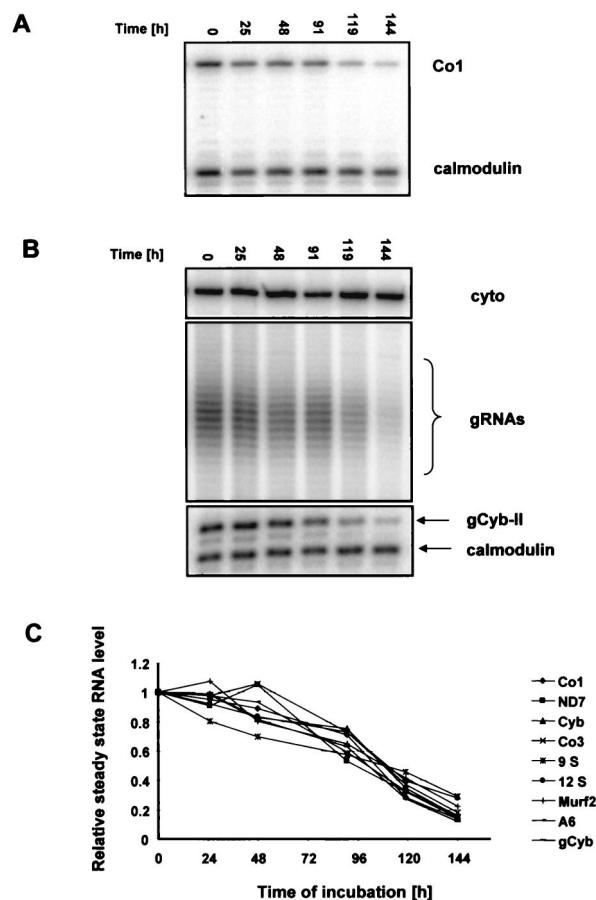 A
Time [h]
0 25 48 91 119 144
Co1
calmodulin
B
Time [h]
0 25 48 91 119 144
cyto
gRNAs
gCyb-II
calmodulin
C
Relative steady state RNA level
1.2
1
0.8
0.6
0.4
0.2
0
0 24 48 72 96 120 144
Time of incubation [h]
Co1
ND7
Cyb
Co3
9 S
12 S
Murf2
A6
gCyb